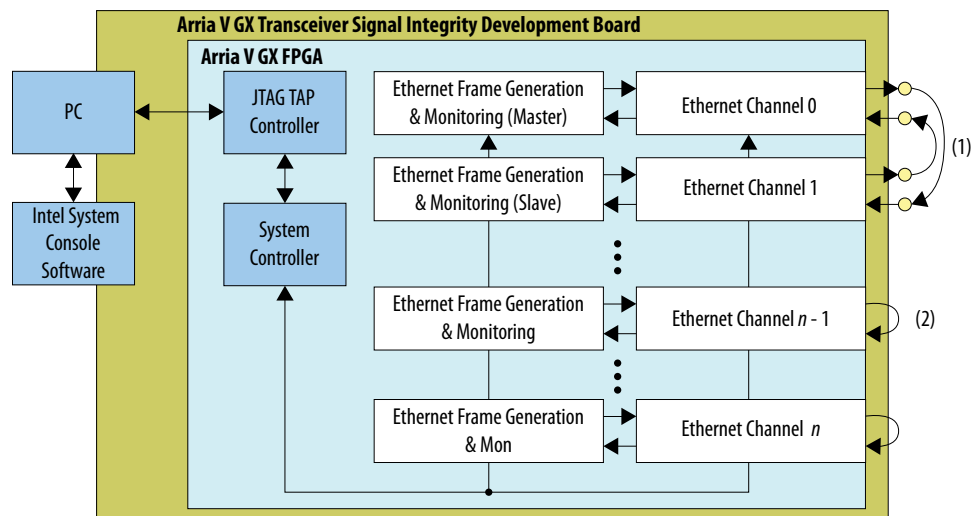 Arria V GX Transceiver Signal Integrity Development Board
Arria V GX FPGA
PC
JTAG TAP
Controller
Ethernet Frame Generation
& Monitoring (Master)
Ethernet Channel 0
(1)
Ethernet Frame Generation
& Monitoring (Slave)
Ethernet Channel 1
Intel System
Console
Software
System
Controller
Ethernet Frame Generation
& Monitoring
Ethernet Channel n - 1
(2)
Ethernet Frame Generation
& Mon
Ethernet Channel n